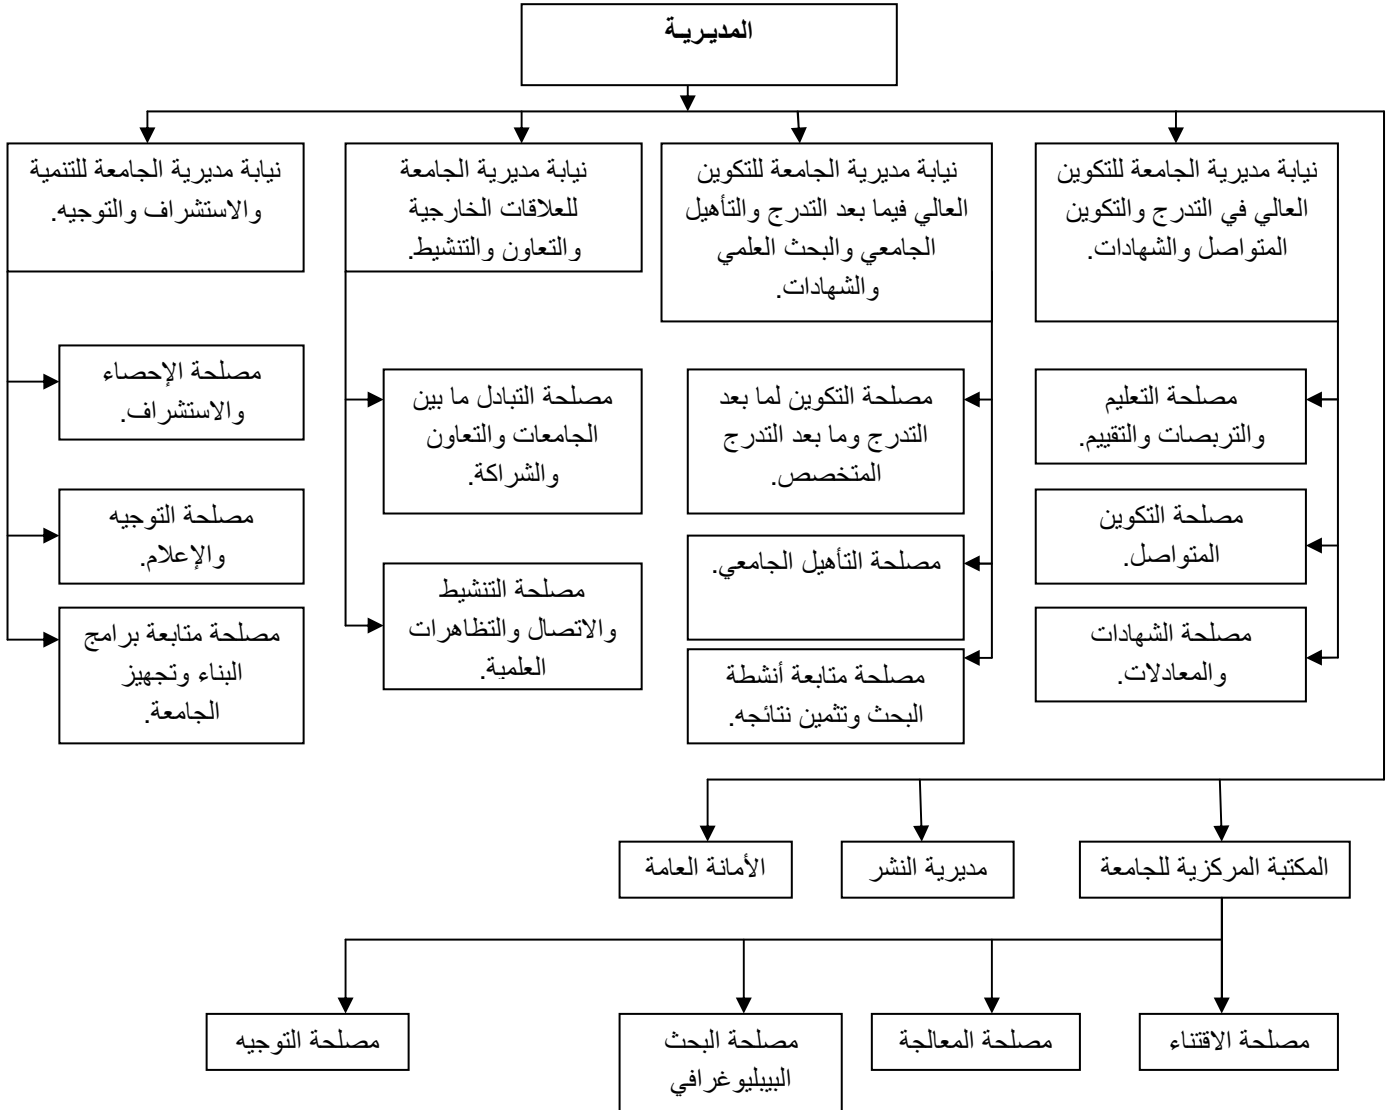 المديـريـة
نيابة مديرية الجامعة للتكوين
العالي في التدرج والتكوين
المتواصل والشهادات.
نيابة مديرية الجامعة للتكوين
العالي فيما بعد التدرج والتأهيل
الجامعي والبحث العلمي
والشهادات.
نيابة مديرية الجامعة
للعلاقات الخارجية
والتعاون والتنشيط.
نيابة مديرية الجامعة للتنمية
والاستشراف والتوجيه.
مصلحة التعليم
والتربصات والتقييم.
مصلحة التكوين
المتواصل.
مصلحة الشهادات
والمعادلات.
مصلحة التكوين لما بعد
التدرج وما بعد التدرج
المتخصص.
مصلحة التأهيل الجامعي.
مصلحة متابعة أنشطة
البحث وتثمين نتائجه.
مصلحة التبادل ما بين
الجامعات والتعاون
والشراكة.
مصلحة التنشيط
والاتصال والتظاهرات
العلمية.
مصلحة الإحصاء
والاستشراف.
مصلحة التوجيه
والإعلام.
مصلحة متابعة برامج
البناء وتجهيز
الجامعة.
المكتبة المركزية للجامعة
مديرية النشر
الأمانة العامة
مصلحة الاقتناء
مصلحة المعالجة
مصلحة البحث
البيبليوغرافي
مصلحة التوجيه